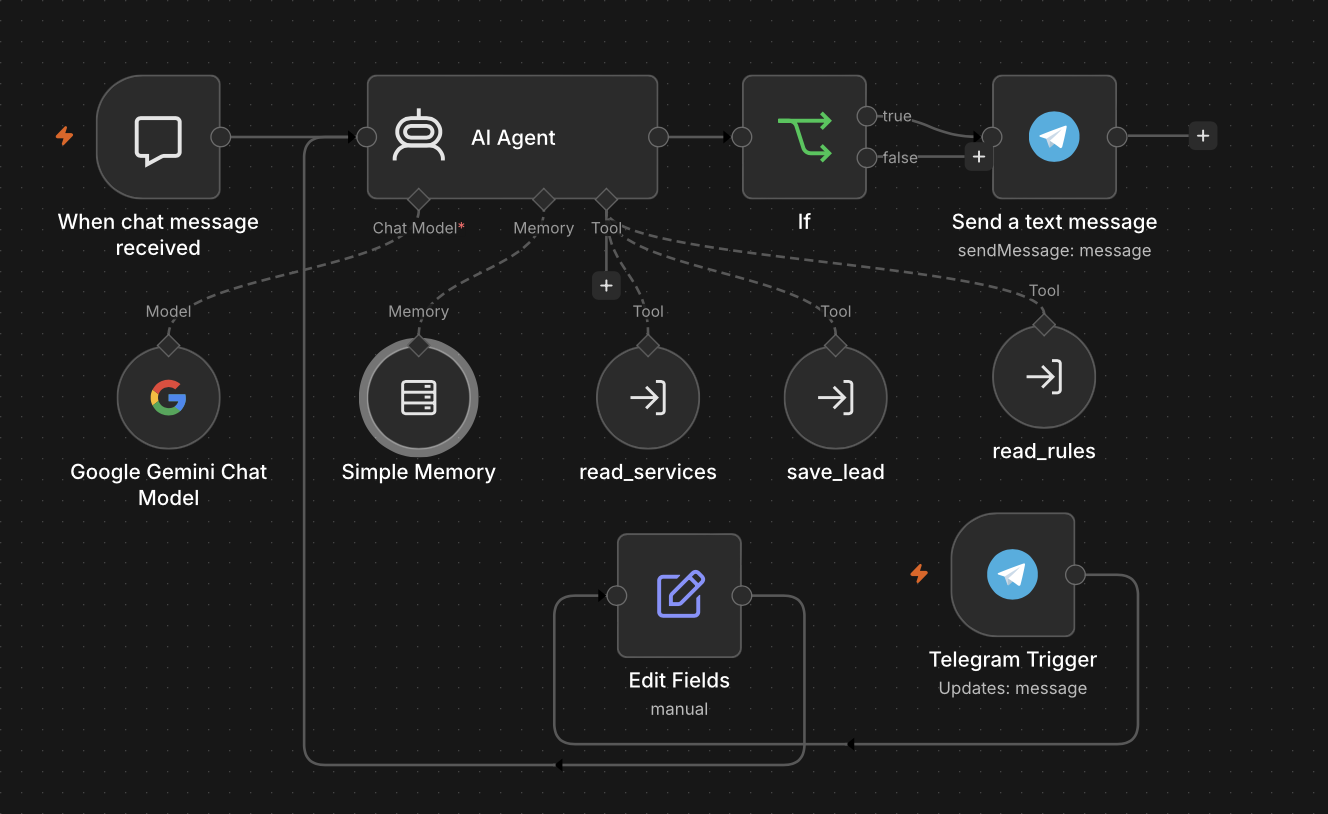 AI Agent
true
false
When chat message
received
Chat Model*
Memory
Tool
If
Send a text message
sendMessage: message
Model
Memory
Tool
Tool
Tool
Google Gemini Chat
Model
Simple Memory
read_services
save_lead
read_rules
Edit Fields
manual
Telegram Trigger
Updates: message